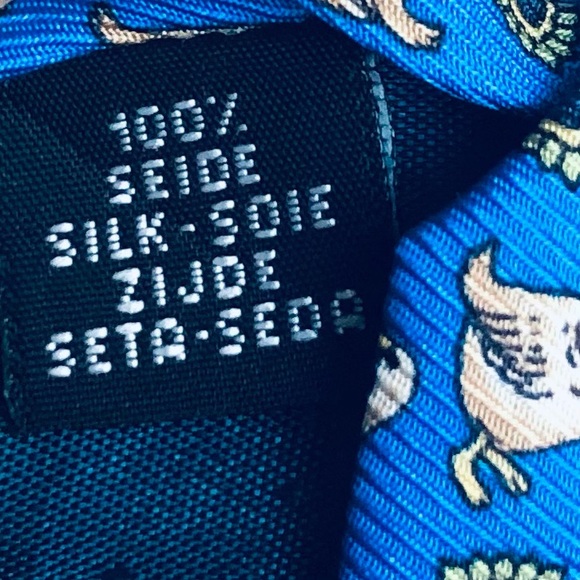 100%
SEIDE
SILK-SOIE
ZIJDE
SETA-SEDA